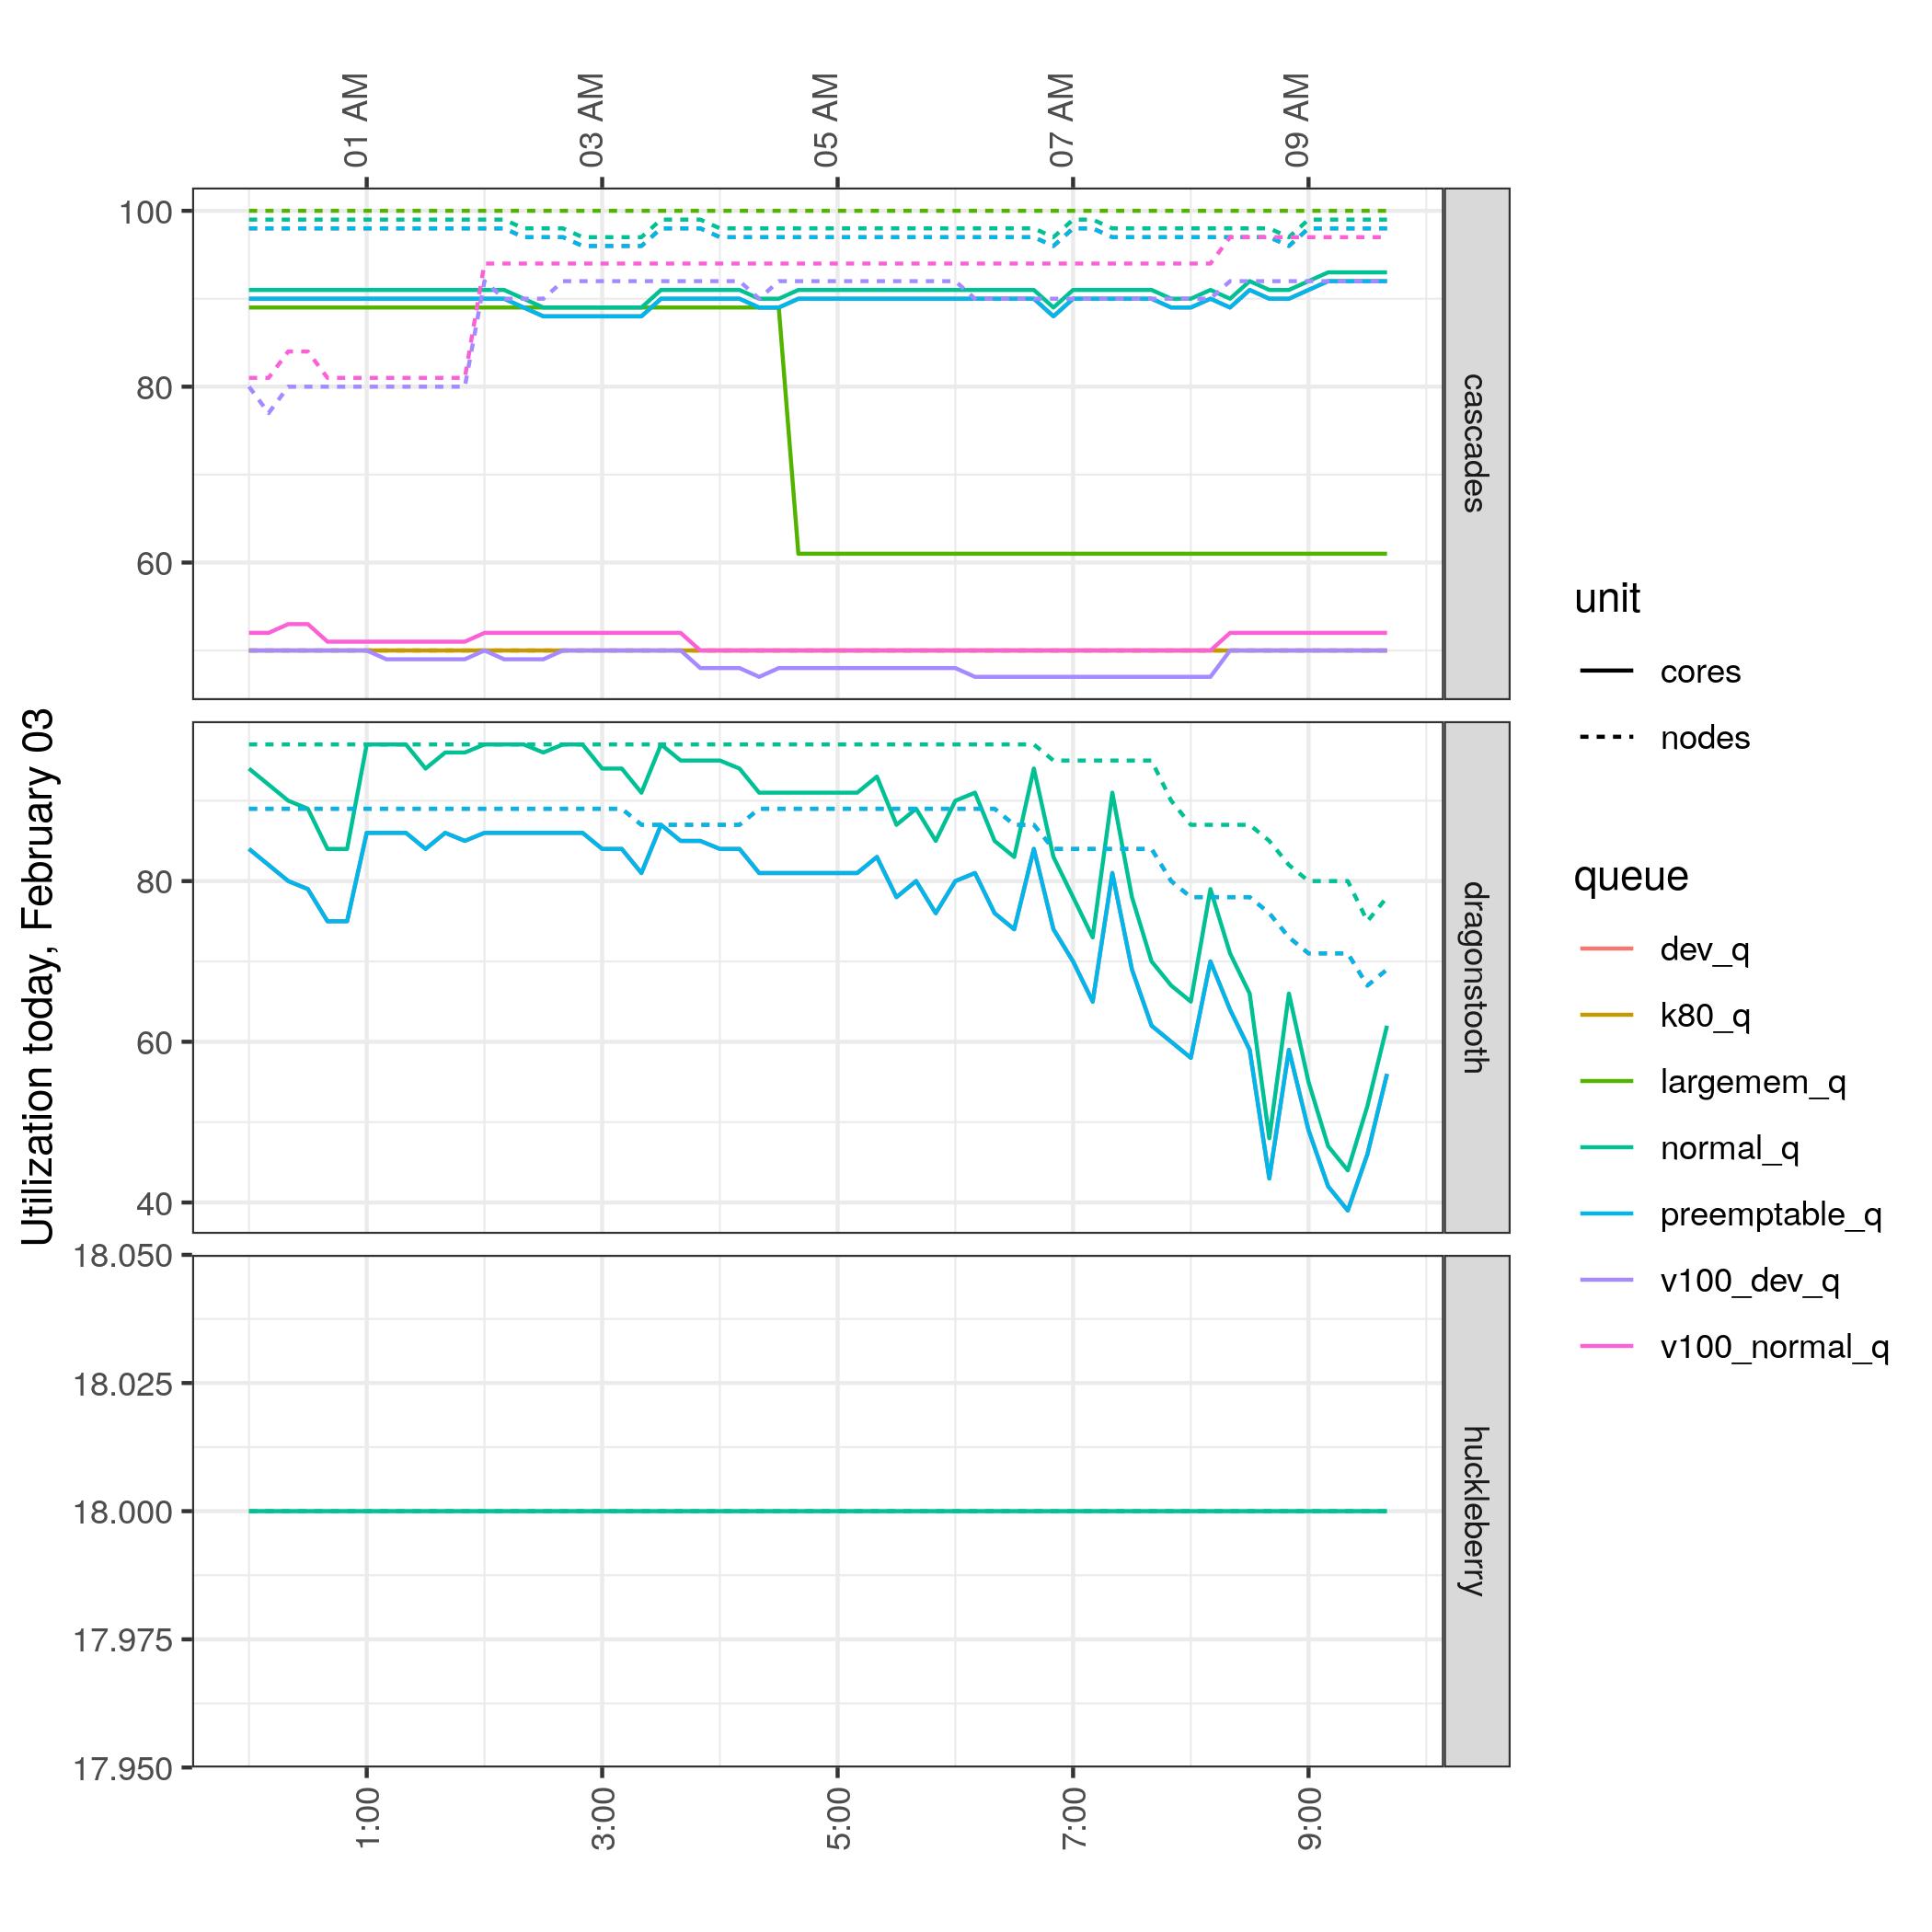 01 AM
03 AM
05 AM
07 AM
09 AM
Utilization today, February 03
100
80
60
cascades
80
60
40
dragonstooth
18.050
18.025
18.000
17.975
17.950
huckleberry
1:00
3:00
5:00
7:00
9:00
unit
cores
nodes
queue
dev_q
k80_q
largemem_q
normal_q
preemptable_q
v100_dev_q
v100_normal_q